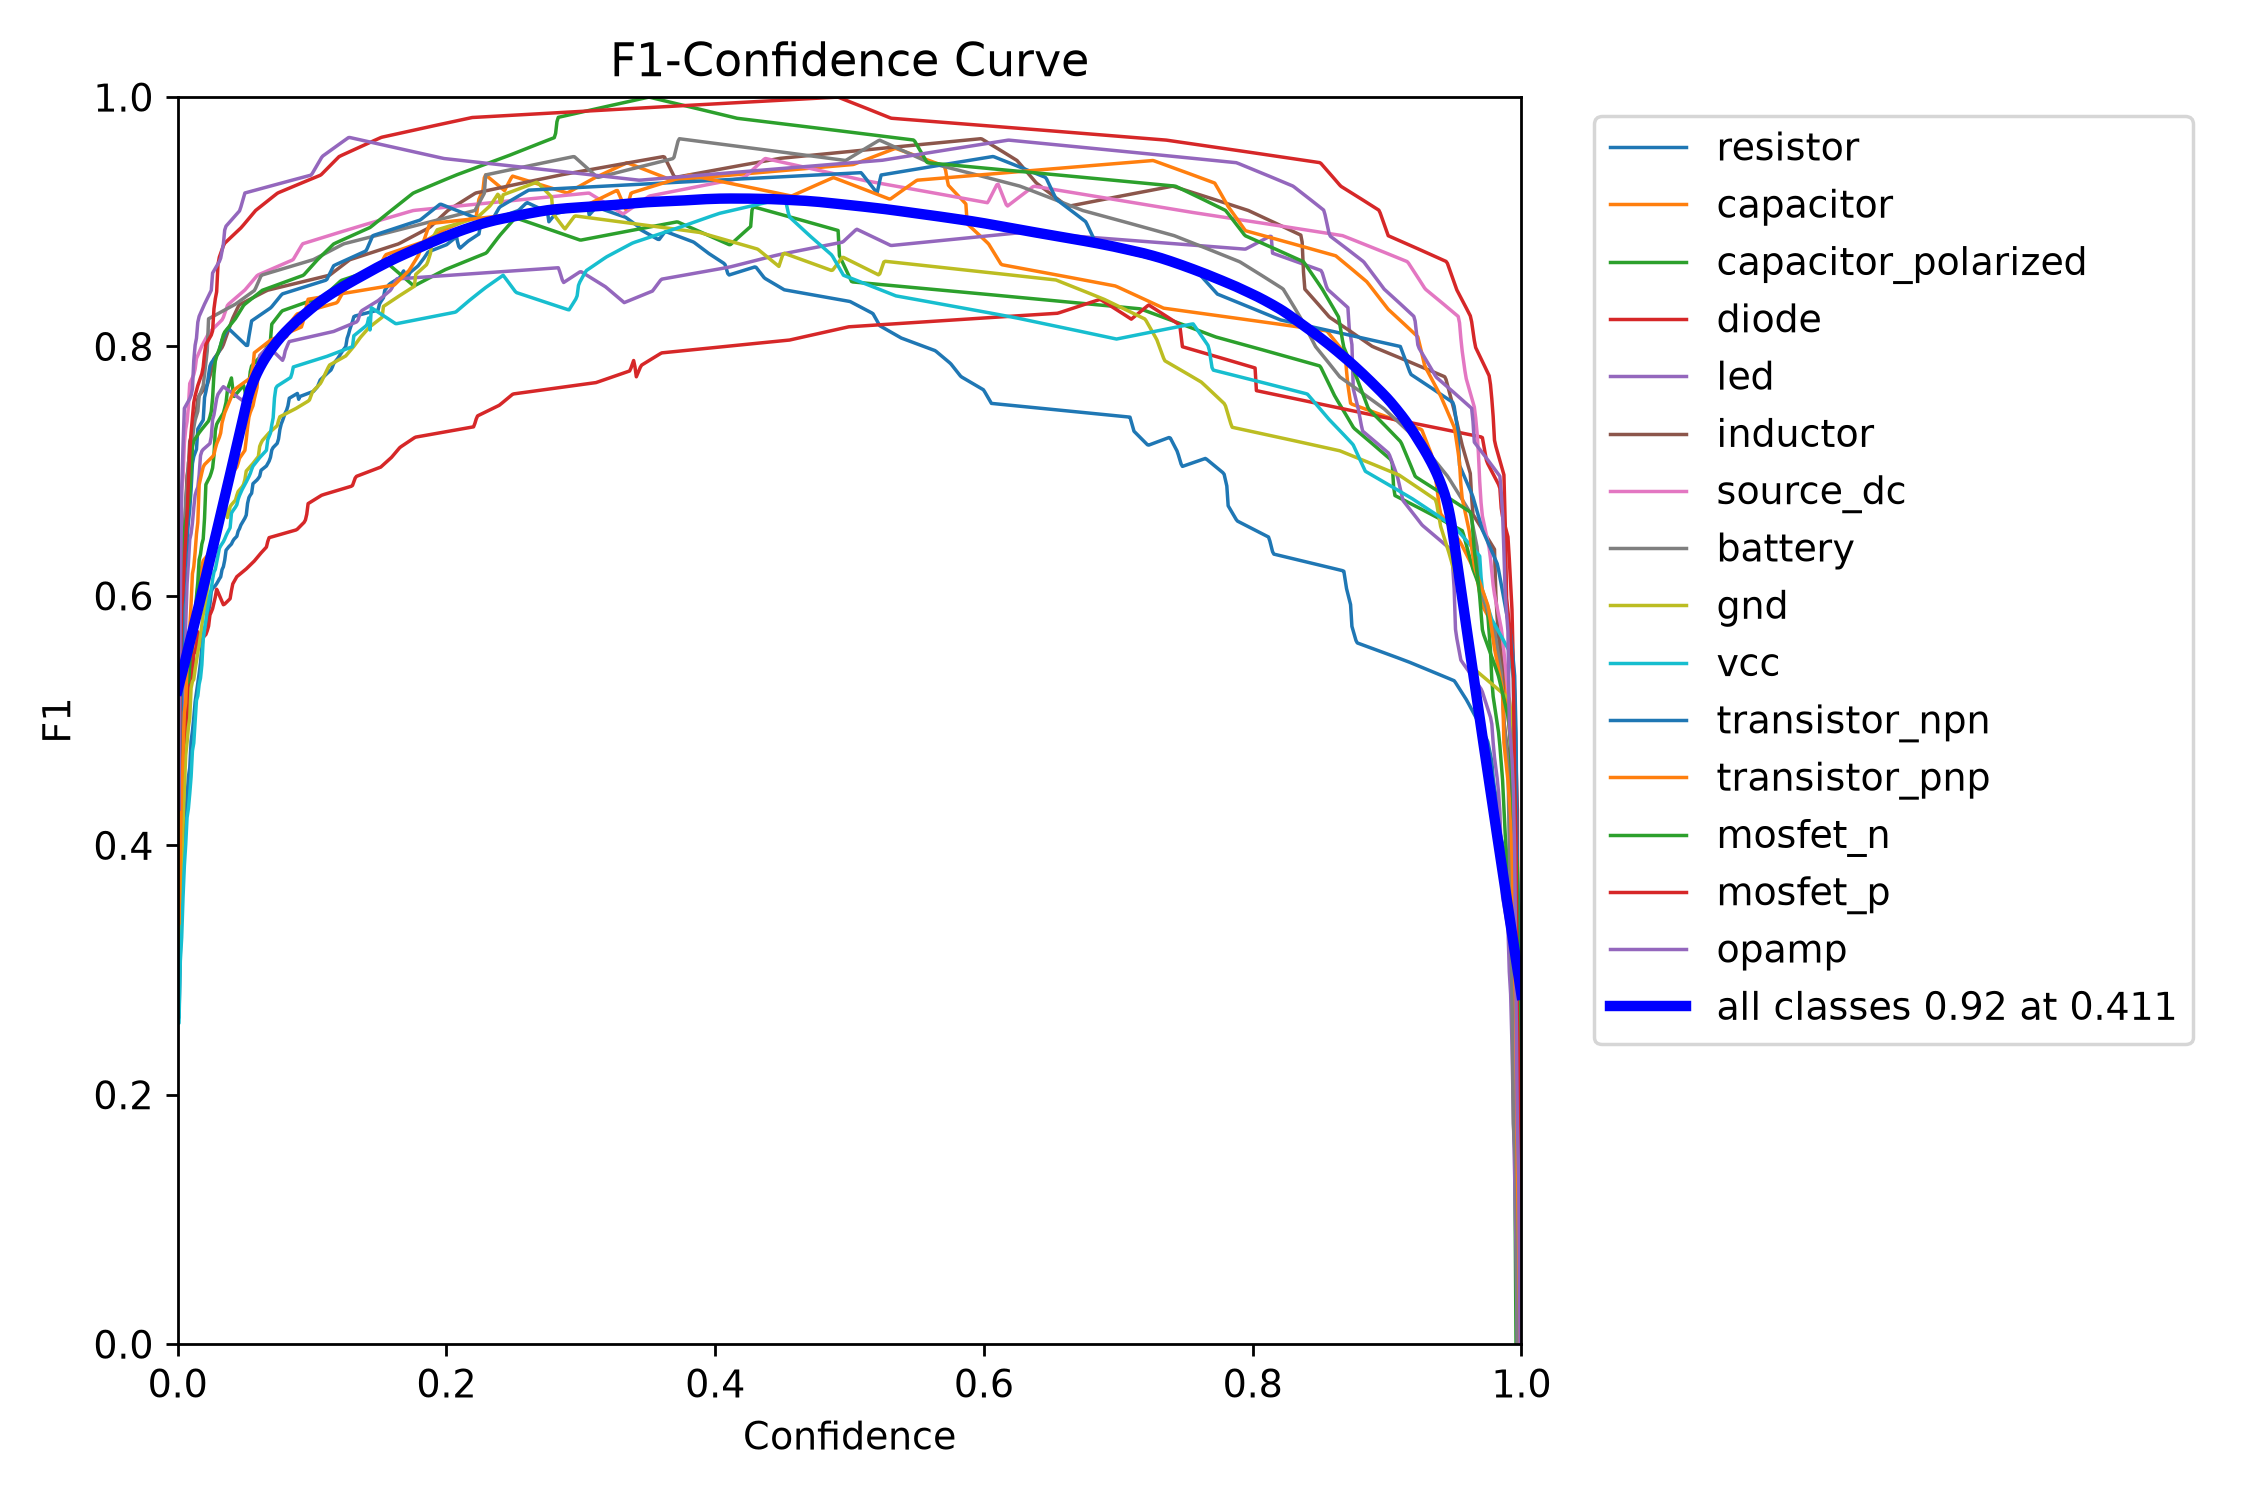 F1-Confidence Curve
1.0
0.8
0.6
0.4
0.2
0.0
F1
0.0 0.2 0.4 0.6 0.8 1.0
Confidence
resistor
capacitor
capacitor_polarized
diode
led
inductor
source_dc
battery
gnd
vcc
transistor_npn
transistor_pnp
mosfet_n
mosfet_p
opamp
all classes 0.92 at 0.411